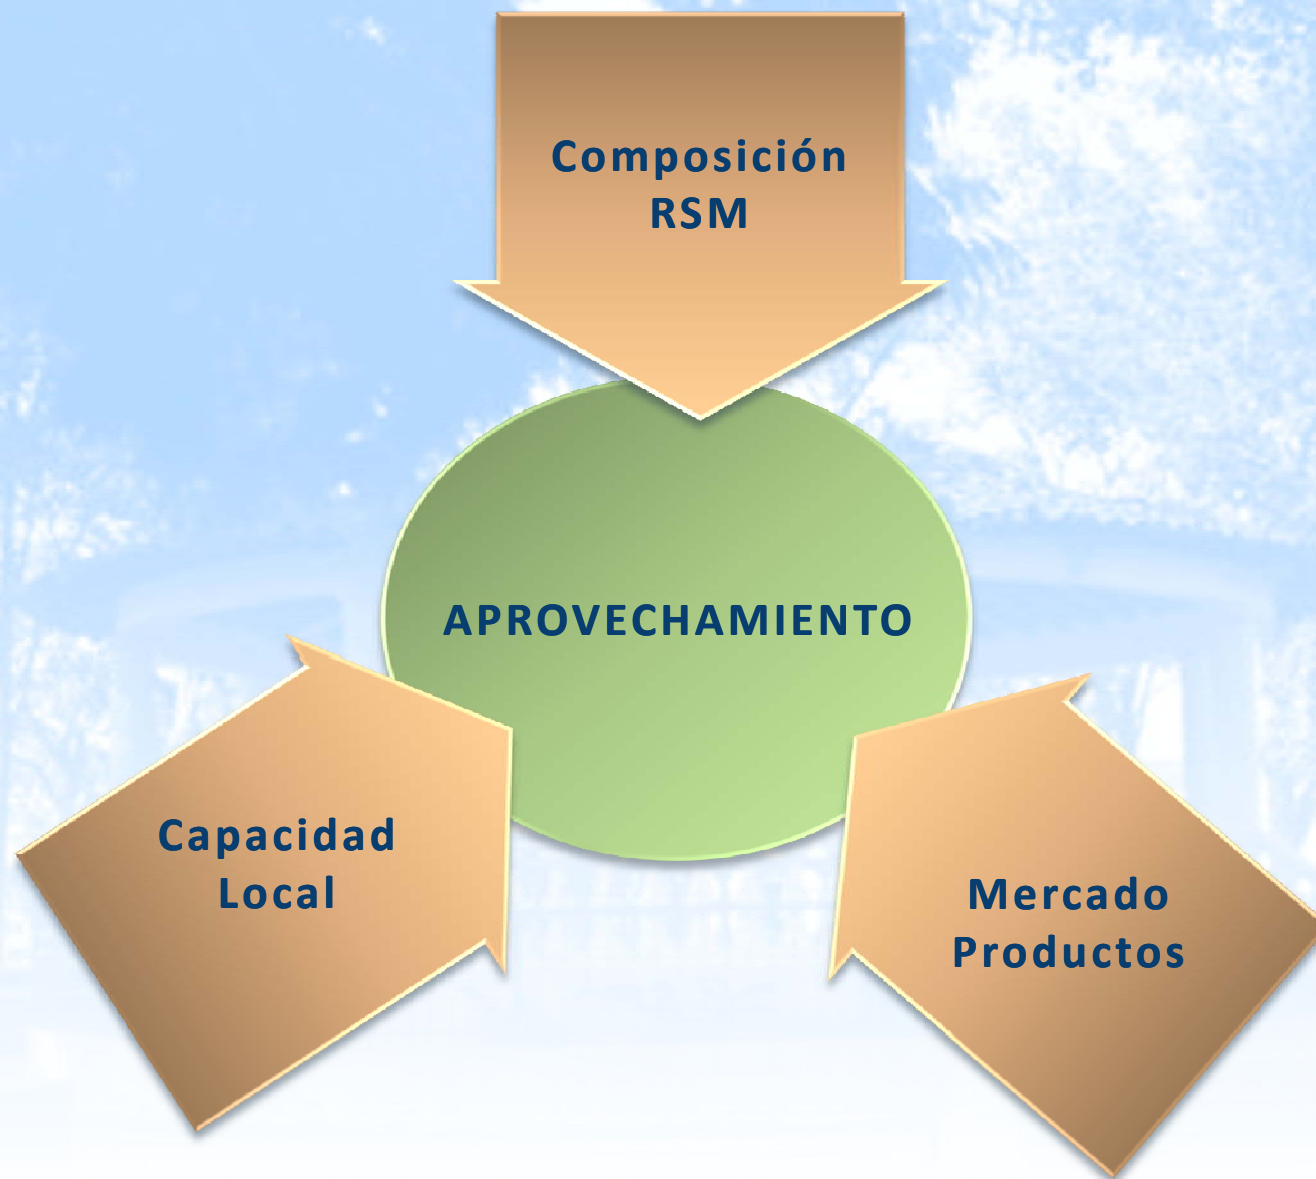 Composición
RSM
APROVECHAMIENTO
Capacidad
Local
Mercado
Productos